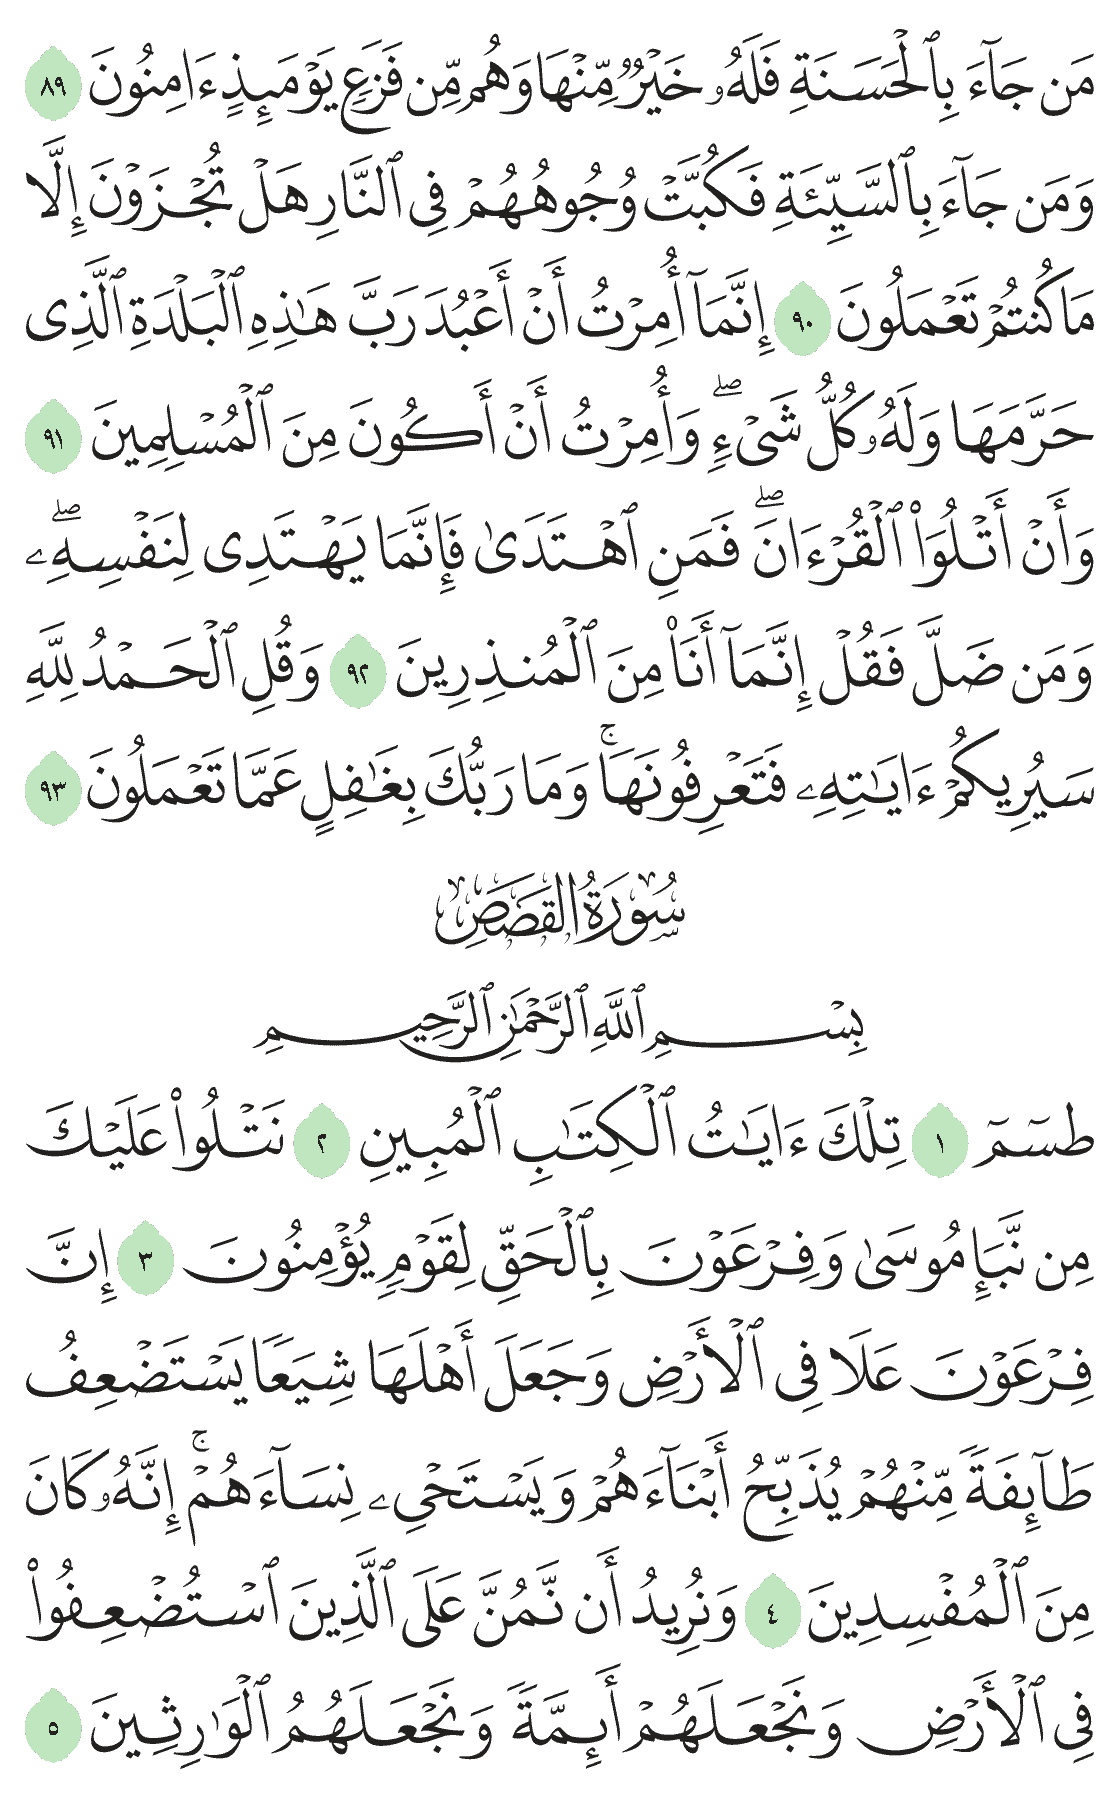 مَن جَآءَ بِٱلْحَسَنَةِ فَلَهُۥ خَيْرٌۭ مِّنْهَا وَهُم مِّن فَزَعٍۢ يَوْمَئِذٍ ءَامِنُونَ ٨٩
وَمَن جَآءَ بِٱلسَّيِّئَةِ فَكُبَّتْ وُجُوهُهُمْ فِى ٱلنَّارِ هَلْ تُجْزَوْنَ إِلَّا
مَا كُنتُمْ تَعْمَلُونَ ٩٠ إِنَّمَآ أُمِرْتُ أَنْ أَعْبُدَ رَبَّ هَـٰذِهِ ٱلْبَلْدَةِ ٱلَّذِى
حَرَّمَهَا وَلَهُۥ كُلُّ شَىْءٍۢ ۖ وَأُمِرْتُ أَنْ أَكُونَ مِنَ ٱلْمُسْلِمِينَ ٩١
وَأَنْ أَتْلُوَا۟ ٱلْقُرْءَانَ ۖ فَمَنِ ٱهْتَدَىٰ فَإِنَّمَا يَهْتَدِى لِنَفْسِهِۦ ۖ
وَمَن ضَلَّ فَقُلْ إِنَّمَآ أَنَا۠ مِنَ ٱلْمُنذِرِينَ ٩٢ وَقُلِ ٱلْحَمْدُ لِلَّهِ
سَيُرِيكُمْ ءَايَـٰتِهِۦ فَتَعْرِفُونَهَا ۚ وَمَا رَبُّكَ بِغَـٰفِلٍ عَمَّا تَعْمَلُونَ ٩٣
سُورَةُ القَصَصِ
بِسْمِ ٱللَّهِ ٱلرَّحْمَـٰنِ ٱلرَّحِيمِ
طسٓمٓ ١ تِلْكَ ءَايَـٰتُ ٱلْكِتَـٰبِ ٱلْمُبِينِ ٢ نَتْلُوا۟ عَلَيْكَ
مِن نَّبَإِ مُوسَىٰ وَفِرْعَوْنَ بِٱلْحَقِّ لِقَوْمٍۢ يُؤْمِنُونَ ٣ إِنَّ
فِرْعَوْنَ عَلَا فِى ٱلْأَرْضِ وَجَعَلَ أَهْلَهَا شِيَعًۭا يَسْتَضْعِفُ
طَآئِفَةًۭ مِّنْهُمْ يُذَبِّحُ أَبْنَآءَهُمْ وَيَسْتَحْىِۦ نِسَآءَهُمْ ۚ إِنَّهُۥ كَانَ
مِنَ ٱلْمُفْسِدِينَ ٤ وَنُرِيدُ أَن نَّمُنَّ عَلَى ٱلَّذِينَ ٱسْتُضْعِفُوا۟
فِى ٱلْأَرْضِ وَنَجْعَلَهُمْ أَئِمَّةًۭ وَنَجْعَلَهُمُ ٱلْوَٰرِثِينَ ٥